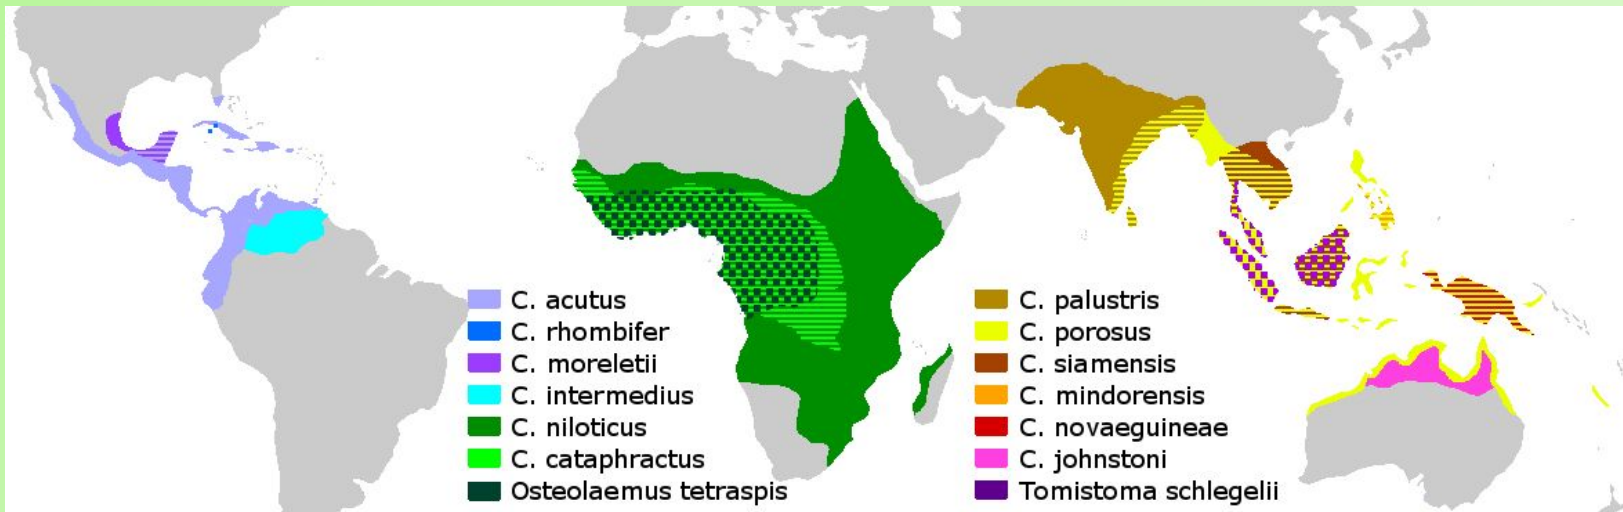 C. acutus
C. rhombifer
C. moreletii
C. intermedius
C. niloticus
C. cataphractus
Osteolaemus tetraspis
C. palustris
C. porosus
C. siamensis
C. mindorensis
C. novaeguineae
C. johnstoni
Tomistoma schlegelii